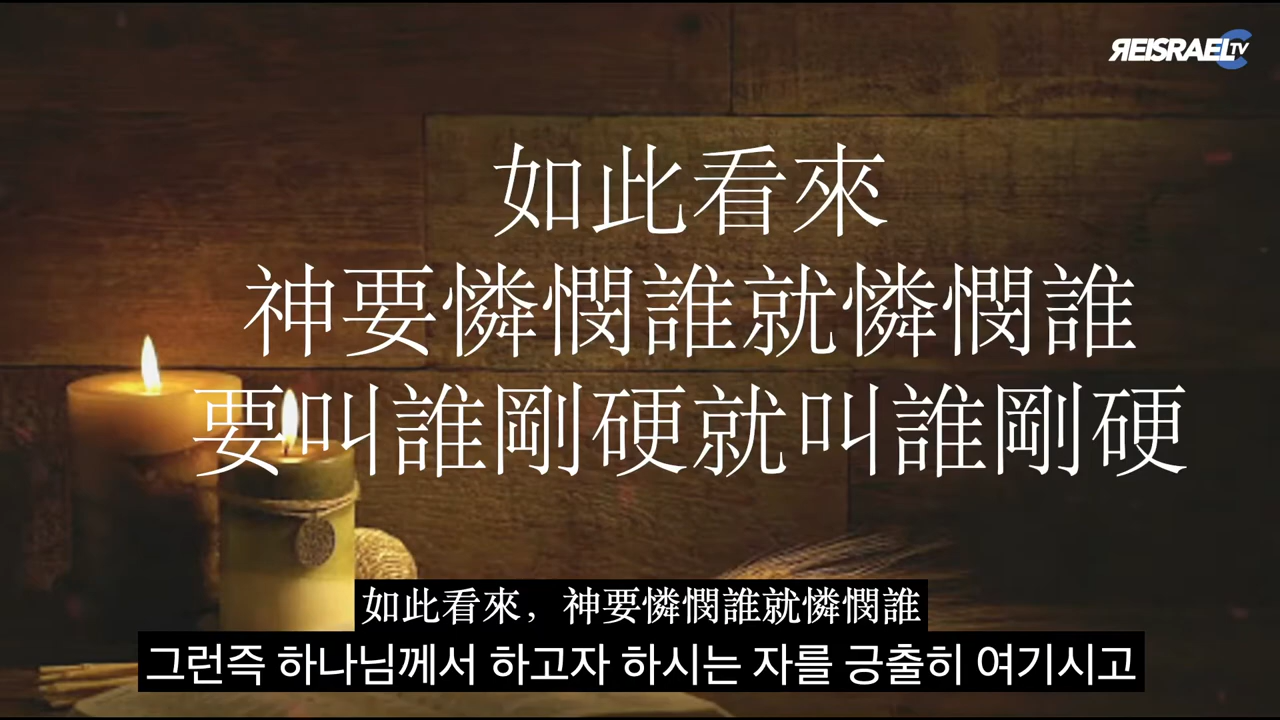 ЯEISRAEL TV
如此看來
神要憐憫誰就憐憫誰
要叫誰剛硬就叫誰剛硬
如此看來，神要憐憫誰就憐憫誰
그런즉 하나님께서 하고자 하시는 자를 긍출히 여기시고